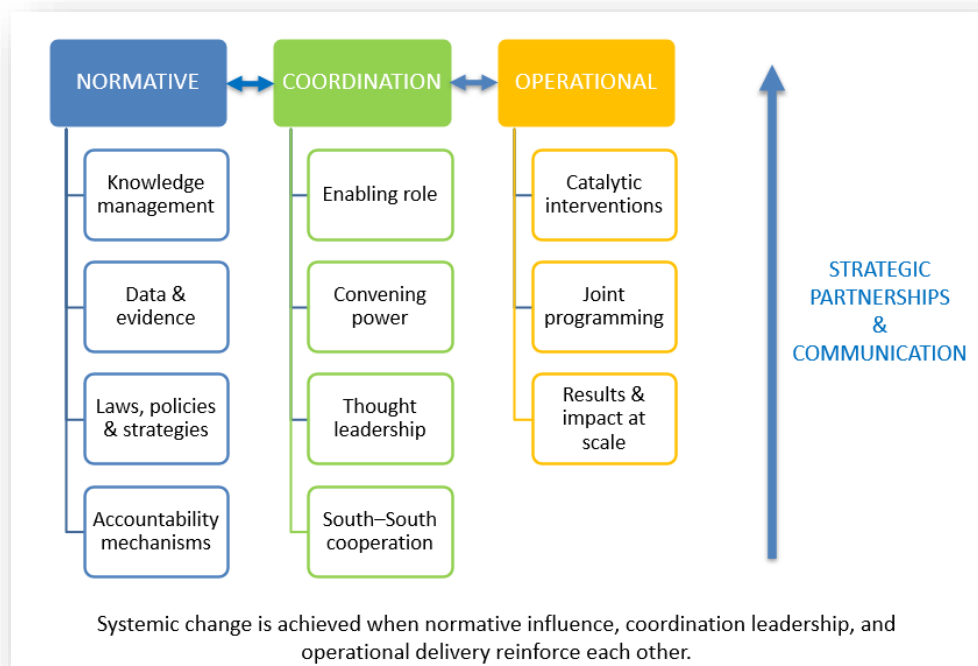 NORMATIVE
COORDINATION
OPERATIONAL
Knowledge
management
Data &
evidence
Laws, policies
& strategies
Accountability
mechanisms
Enabling role
Convening
power
Thought
leadership
South–South
cooperation
Catalytic
interventions
Joint
programming
Results &
impact at
scale
STRATEGIC
PARTNERSHIPS
&
COMMUNICATION
Systemic change is achieved when normative influence, coordination leadership, and
operational delivery reinforce each other.